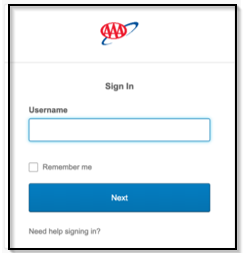 AAA
Sign In
Username
Remember me
Next
Need help signing in?